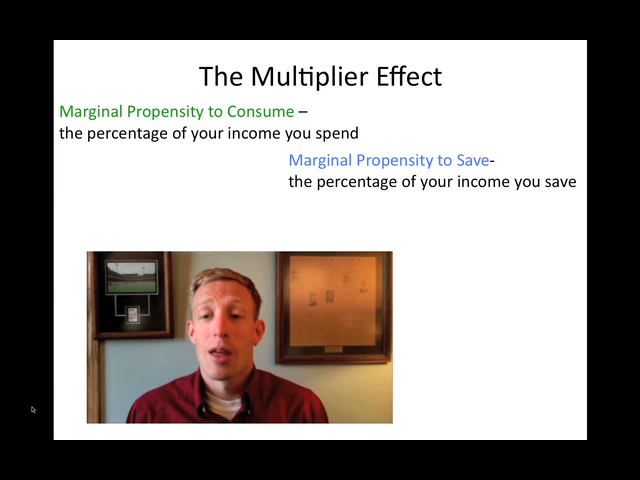 The Multiplier Effect
Marginal Propensity to Consume –
the percentage of your income you spend
Marginal Propensity to Save-
the percentage of your income you save